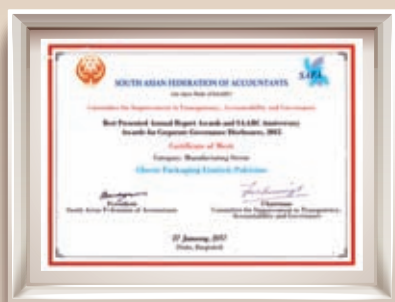 SAFA
SOUTH ASIAN FEDERATION OF ACCOUNTANTS
Committee for Improvement in Transparency, Accountability and Governance
Best Presented Annual Report Awards and SAARC Anniversary
Awards for Corporate Governance Disclosures, 2015
Certificate of Merit
Category: Manufacturing Sector
Cherat Packaging Limited, Pakistan
President
South Asian Federation of Accountants
Chairman
Committee for Improvement in Transparency,
Accountability and Governance
27 January, 2017
Dhaka, Bangladesh